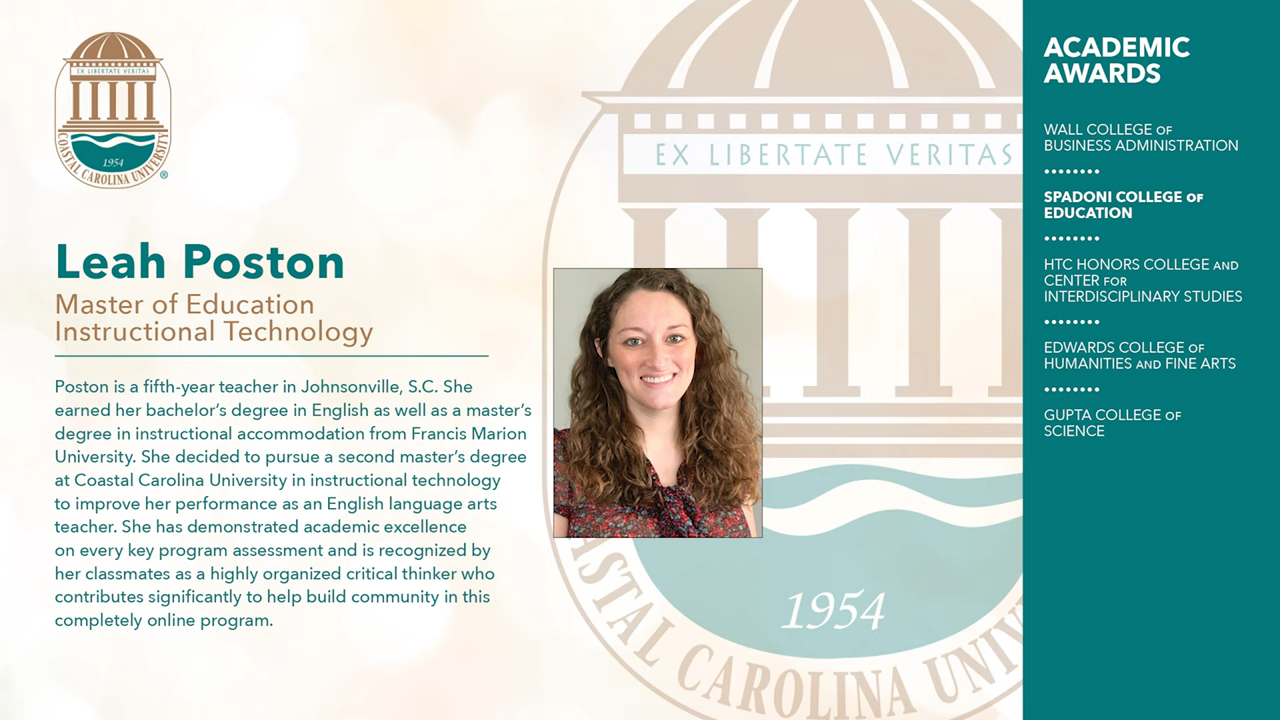 EX LIBERTATE VERITAS
1954
COASTAL CAROLINA UNIVERSITY®
Leah Poston
Master of Education
Instructional Technology
Poston is a fifth-year teacher in Johnsonville, S.C. She
earned her bachelor’s degree in English as well as a master’s
degree in instructional accommodation from Francis Marion
University. She decided to pursue a second master’s degree
at Coastal Carolina University in instructional technology
to improve her performance as an English language arts
teacher. She has demonstrated academic excellence
on every key program assessment and is recognized by
her classmates as a highly organized critical thinker who
contributes significantly to help build community in this
completely online program.
EX LIBERTATE VERITAS
1954
STAL CAROLINA UNIV
ACADEMIC
AWARDS
WALL COLLEGE OF
BUSINESS ADMINISTRATION
SPADONI COLLEGE OF
EDUCATION
HTC HONORS COLLEGE AND
CENTER FOR
INTERDISCIPLINARY STUDIES
EDWARDS COLLEGE OF
HUMANITIES AND FINE ARTS
GUPTA COLLEGE OF
SCIENCE